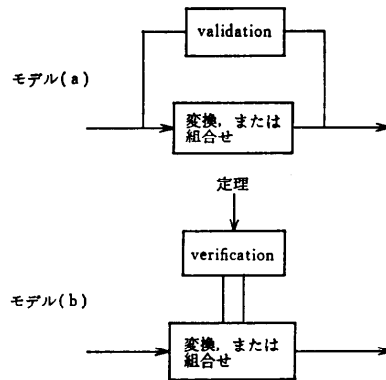 validation
モデル(a)
変換，または
組合せ
定理
verification
モデル(b)
変換，または
組合せ